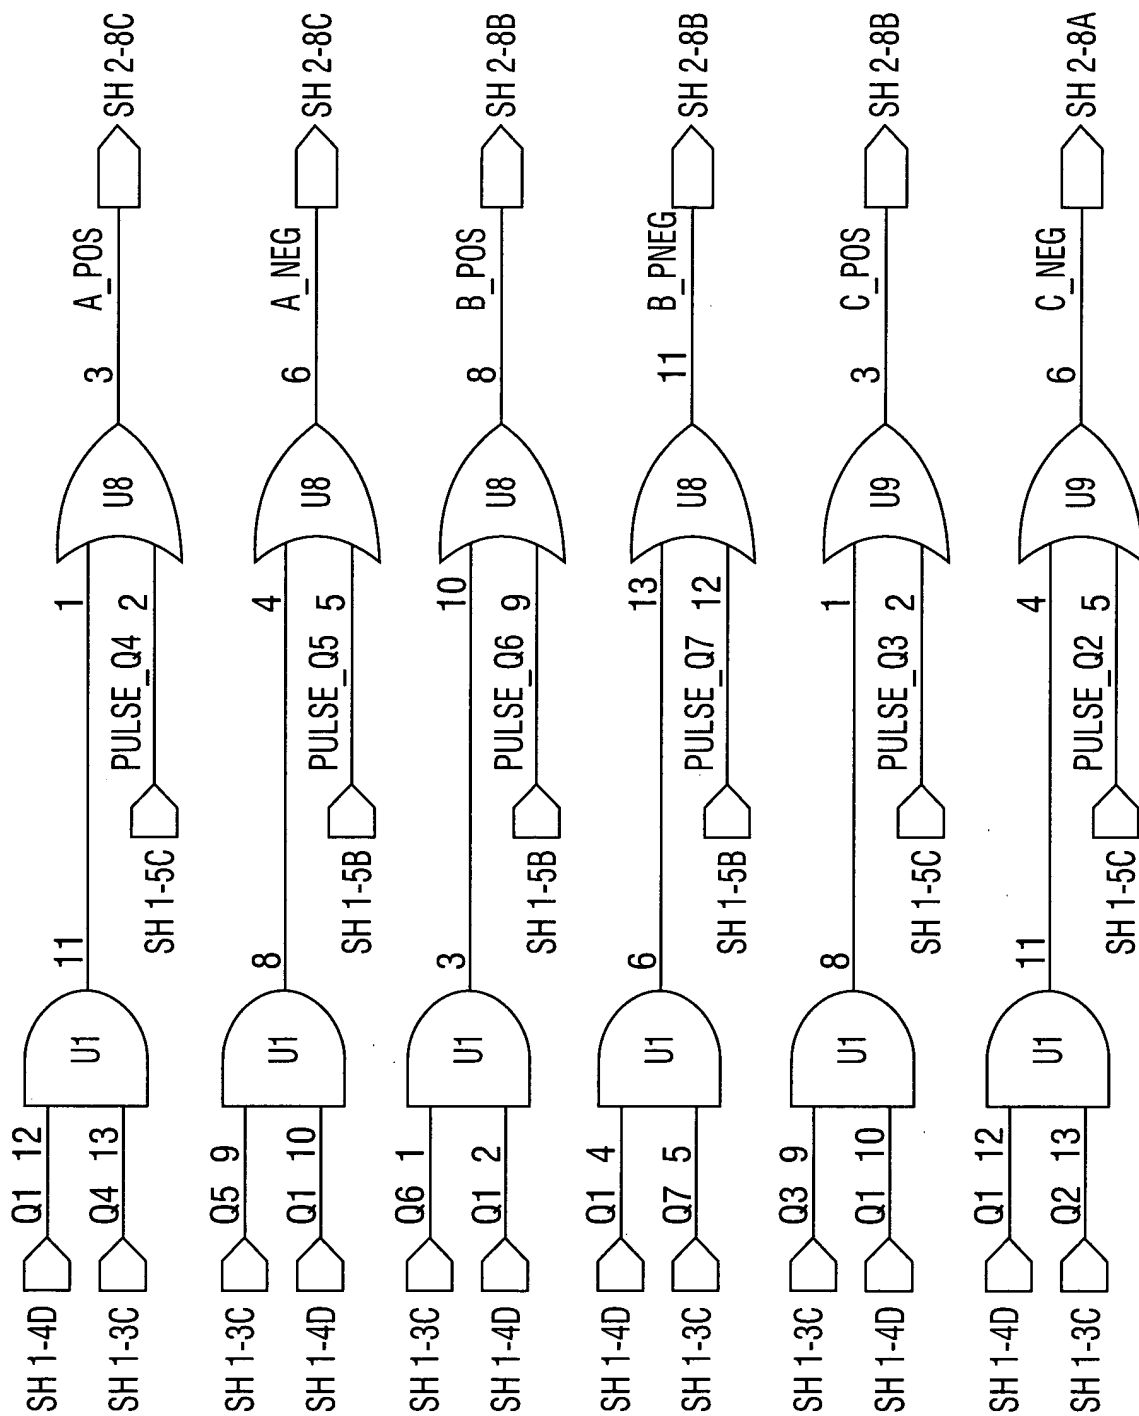 SH 1-4D Q1 12
SH 1-3C Q4 13
U1
11 1
SH 1-5C PULSE_Q4 2
U8
3 A_POS SH 2-8C
SH 1-3C Q5 9
SH 1-4D Q1 10
U1
8 4
SH 1-5B PULSE_Q5 5
U8
6 A_NEG SH 2-8C
SH 1-3C Q6 1
SH 1-4D Q1 2
U1
3 10
SH 1-5B PULSE_Q6 9
U8
8 B_POS SH 2-8B
SH 1-4D Q1 4
SH 1-3C Q7 5
U1
6 13
SH 1-5B PULSE_Q7 12
U8
11 B_PNEG SH 2-8B
SH 1-3C Q3 9
SH 1-4D Q1 10
U1
8 1
SH 1-5C PULSE_Q3 2
U9
3 C_POS SH 2-8B
SH 1-4D Q1 12
SH 1-3C Q2 13
U1
11 4
SH 1-5C PULSE_Q2 5
U9
6 C_NEG SH 2-8A